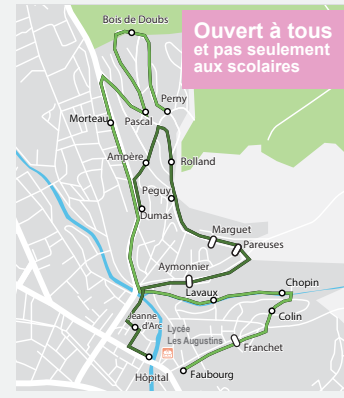 Bois de Doubs
Ouvert à tous
et pas seulement
aux scolaires
Perny
Morteau
Pascal
Ampère
Rolland
Peguy
Dumas
Marguet
Pareuses
Aymonnier
Lavaux
Chopin
Jeanne
d'Arc
Colin
Lycée
Les Augustins
Franchet
Hôpital
Faubourg